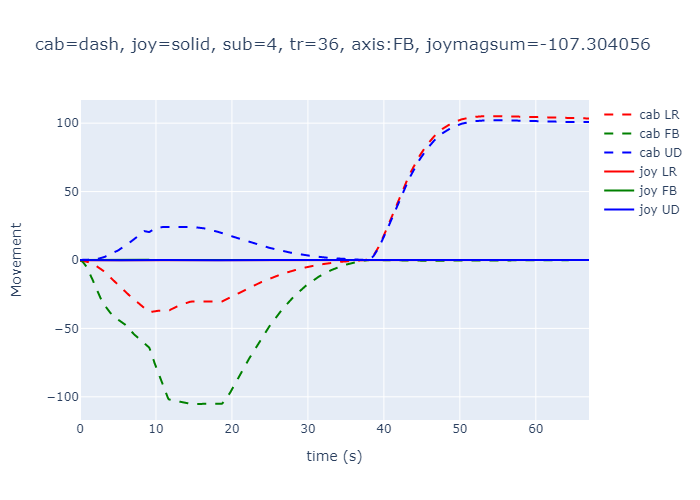 cab=dash, joy=solid, sub=4, tr=36, axis:FB, joymagsum=-107.304056
cab LR
cab FB
cab UD
joy LR
joy FB
joy UD
Movement
100
50
0
−50
−100
0
10
20
30
40
50
60
time (s)